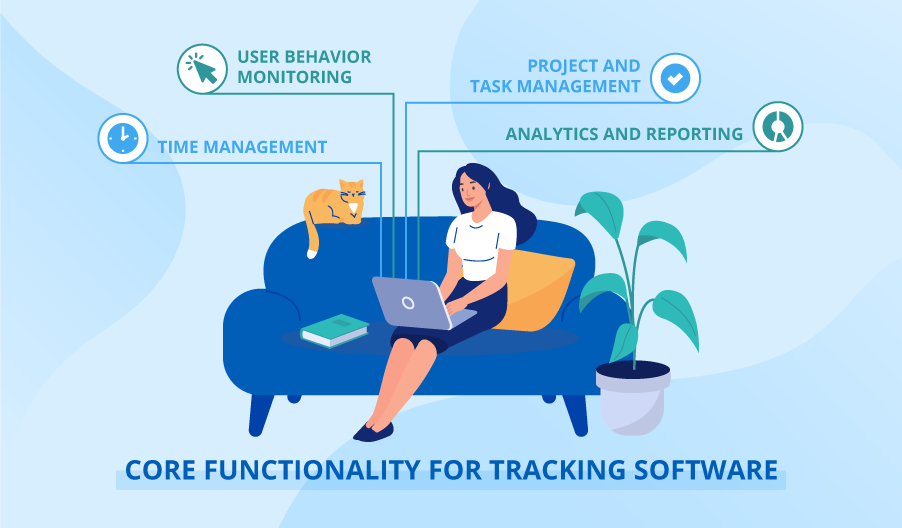 USER BEHAVIOR
MONITORING
PROJECT AND
TASK MANAGEMENT
TIME MANAGEMENT
ANALYTICS AND REPORTING
CORE FUNCTIONALITY FOR TRACKING SOFTWARE